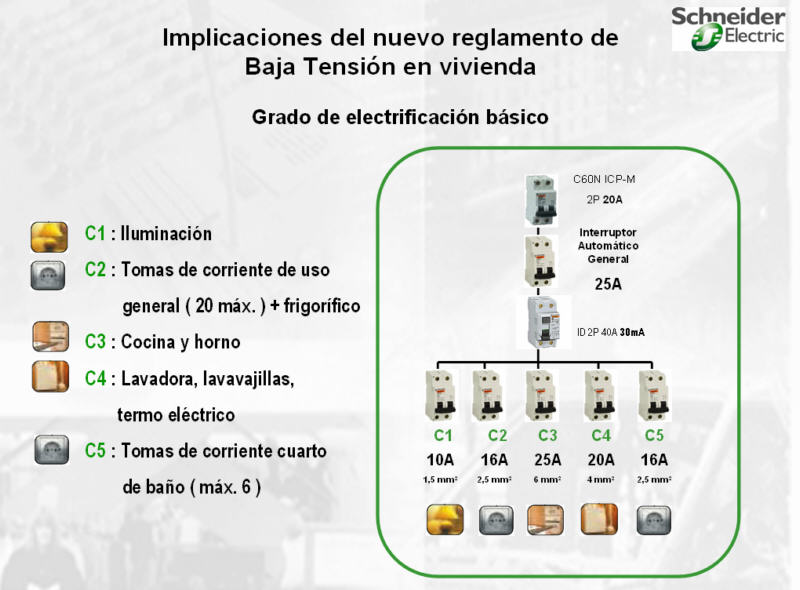 Implicaciones del nuevo reglamento de
Baja Tensión en vivienda
Schneider
Electric
Grado de electrificación básico
C1 : Iluminación
C2 : Tomas de corriente de uso
general ( 20 máx. ) + frigorífico
C3 : Cocina y horno
C4 : Lavadora, lavavajillas,
termo eléctrico
C5 : Tomas de corriente cuarto
de baño ( máx. 6 )
C60N ICP-M
2P 20A
Interruptor
Automático
General
25A
ID 2P 40A 30mA
C1 C2 C3 C4 C5
10A 16A 25A 20A 16A
1,5 mm² 2,5 mm² 6 mm² 4 mm² 2,5 mm²